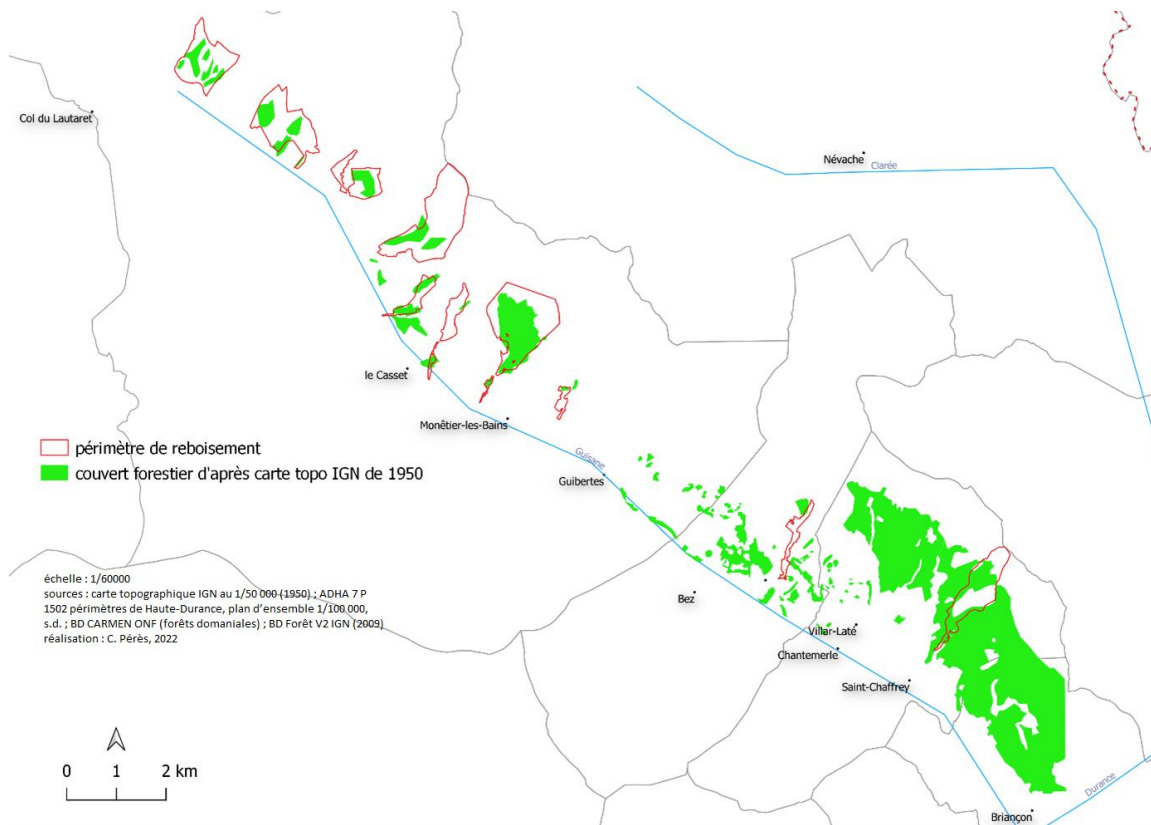 Col du Lautaret
Névache
Clarée
le Casset
Monêtier-les-Bains
périmètre de reboisement
couvert forestier d'après carte topo IGN de 1950
Guisane
Guibertes
échelle : 1/60000
sources : carte topographique IGN au 1/50 000 (1950) ; ADHA 7 P
1502 périmètres de Haute-Durance, plan d'ensemble 1/100 000,
s.d. ; BD CARMEN ONF (forêts domaniales) ; BD Forêt V2 IGN (2009)
réalisation : C. Pérès, 2022
Bez
Villar-Laté
Chantemerle
Saint-Chaffrey
0 1 2 km
Durance
Briançon